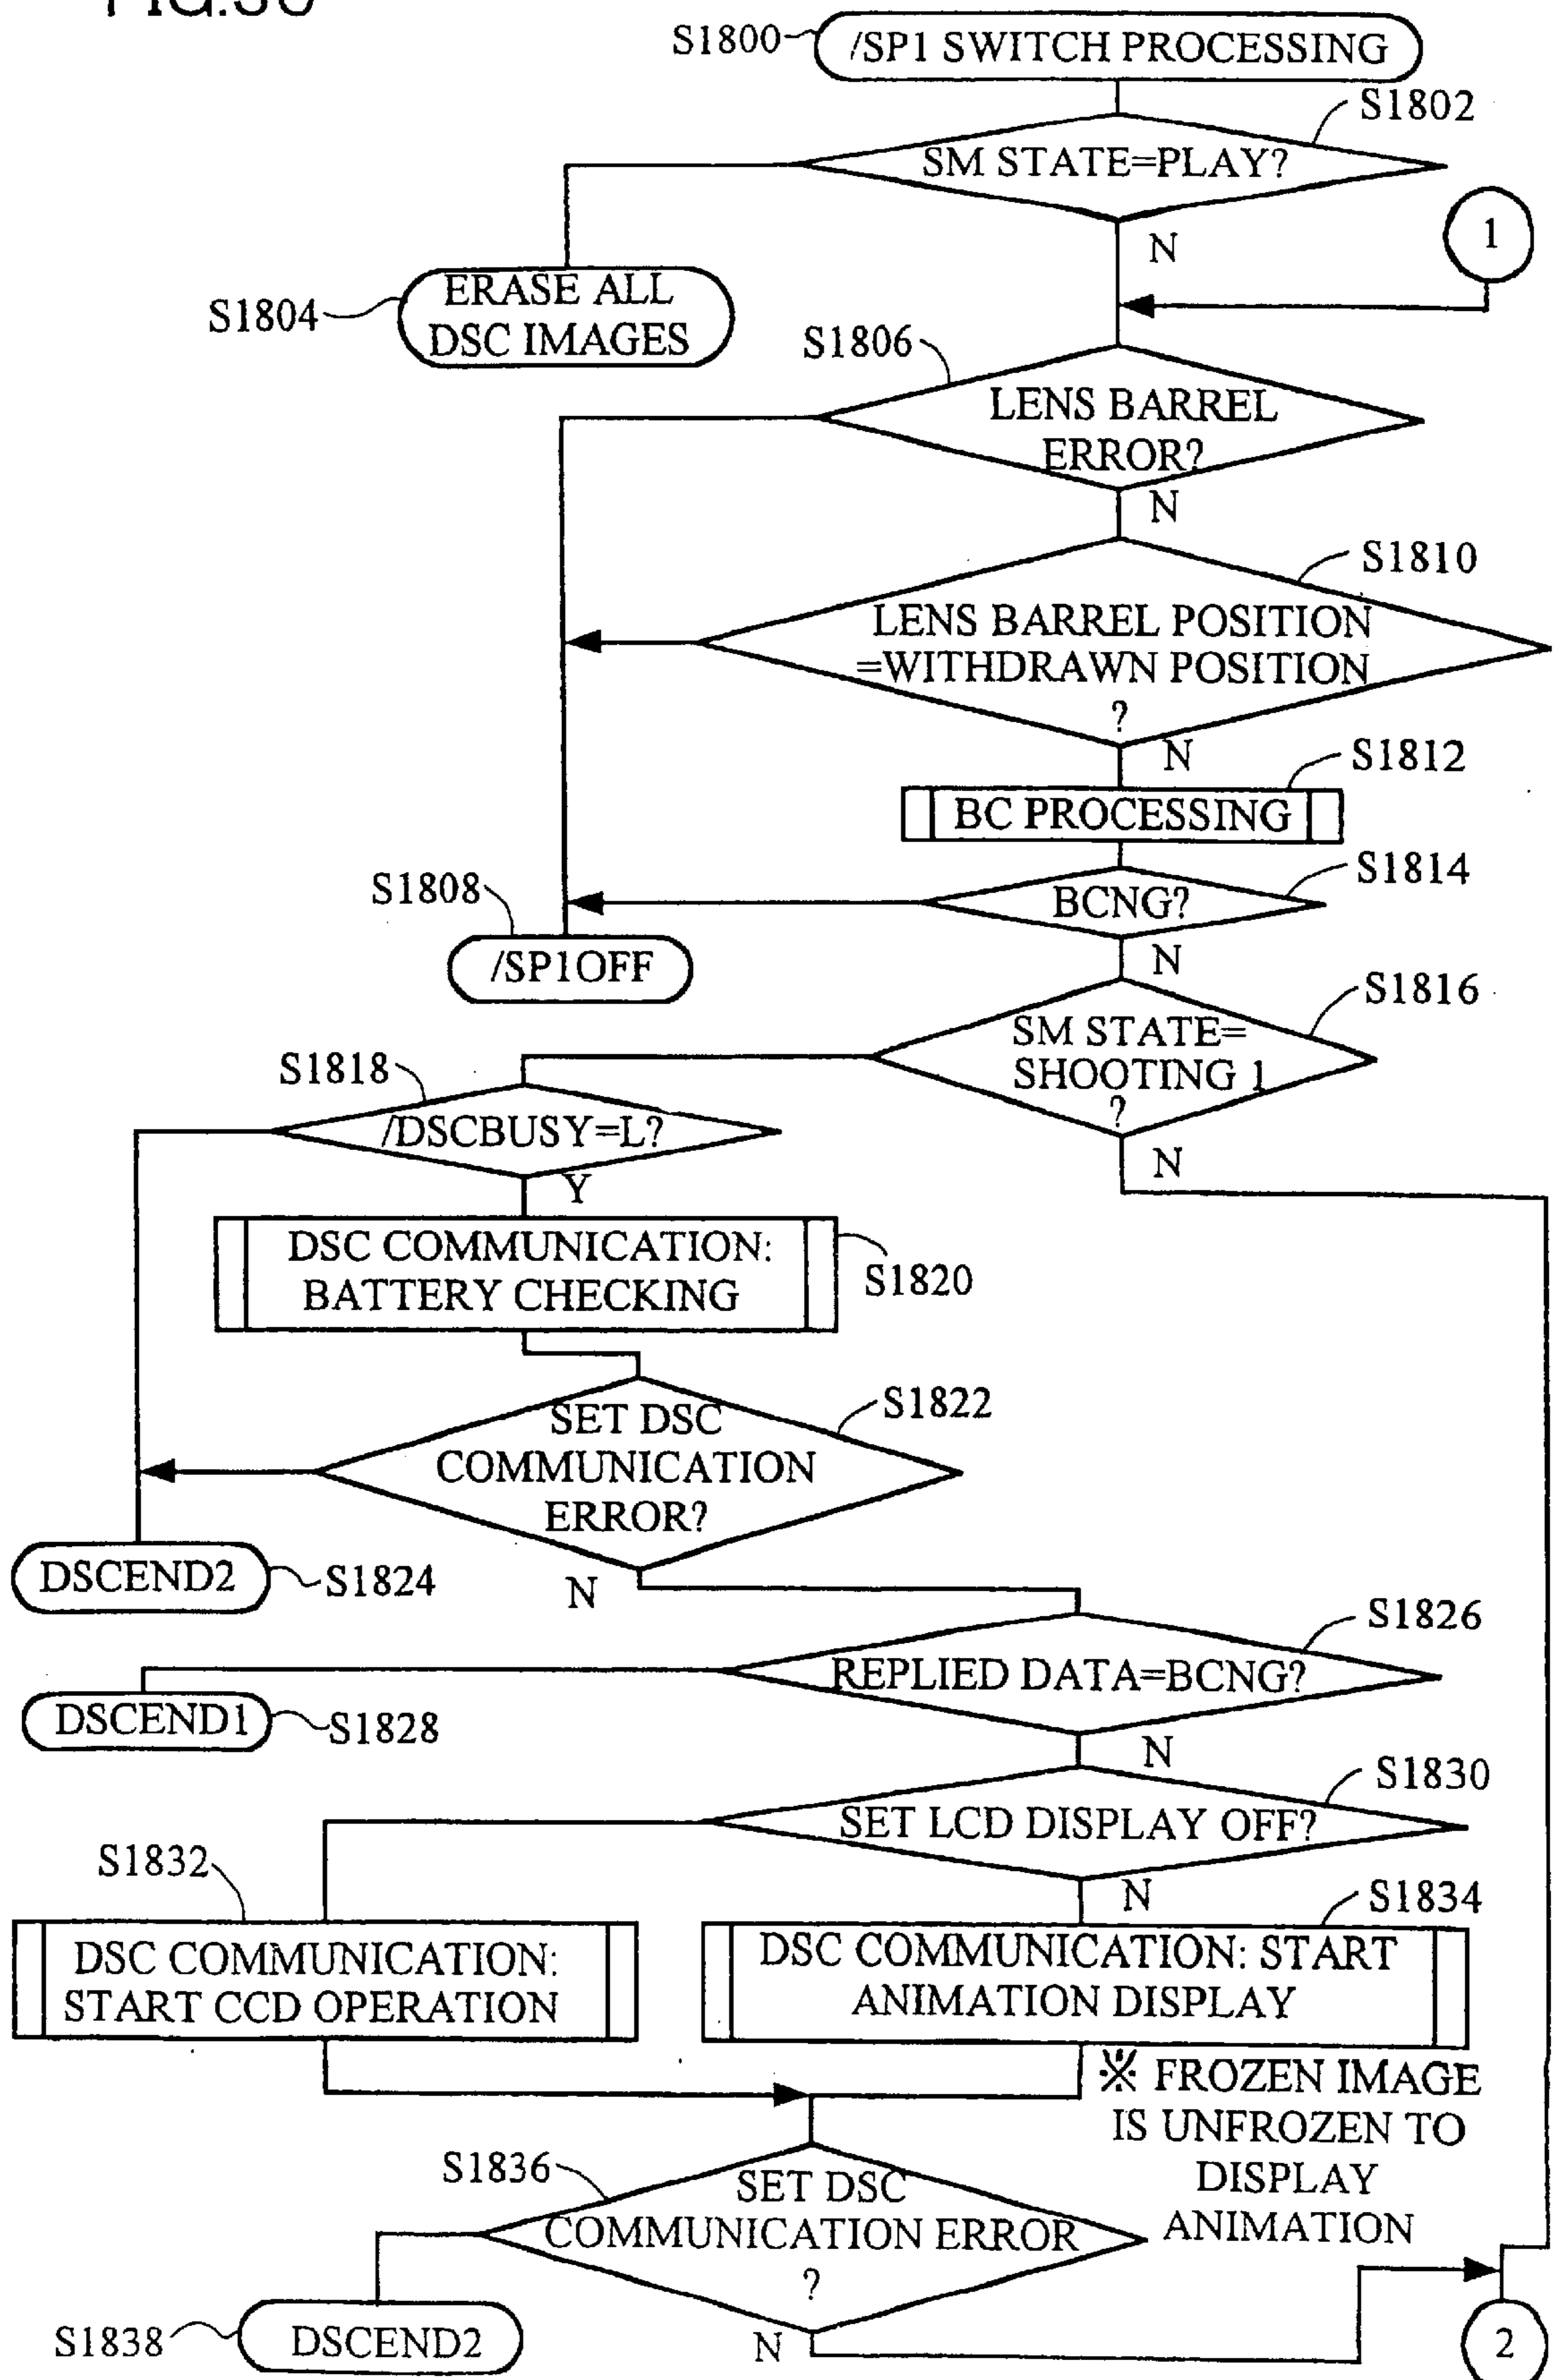 S1800
/SP1 SWITCH PROCESSING
S1802
SM STATE=PLAY?
N
1
S1804
ERASE ALL
DSC IMAGES
S1806
LENS BARREL
ERROR?
N
S1810
LENS BARREL POSITION
=WITHDRAWN POSITION
?
N
S1812
BC PROCESSING
S1814
BCNG?
S1808
/SP1OFF
N
S1816
SM STATE=
SHOOTING 1
?
N
S1818
/DSCBUSY=L?
Y
DSC COMMUNICATION:
BATTERY CHECKING
S1820
S1822
SET DSC
COMMUNICATION
ERROR?
N
DSCEND2
S1824
S1826
REPLIED DATA=BCNG?
N
DSCEND1
S1828
S1830
SET LCD DISPLAY OFF?
N
S1832
DSC COMMUNICATION:
START CCD OPERATION
S1834
DSC COMMUNICATION: START
ANIMATION DISPLAY
※ FROZEN IMAGE
IS UNFROZEN TO
DISPLAY
ANIMATION
S1836
SET DSC
COMMUNICATION ERROR
?
N
S1838
DSCEND2
2